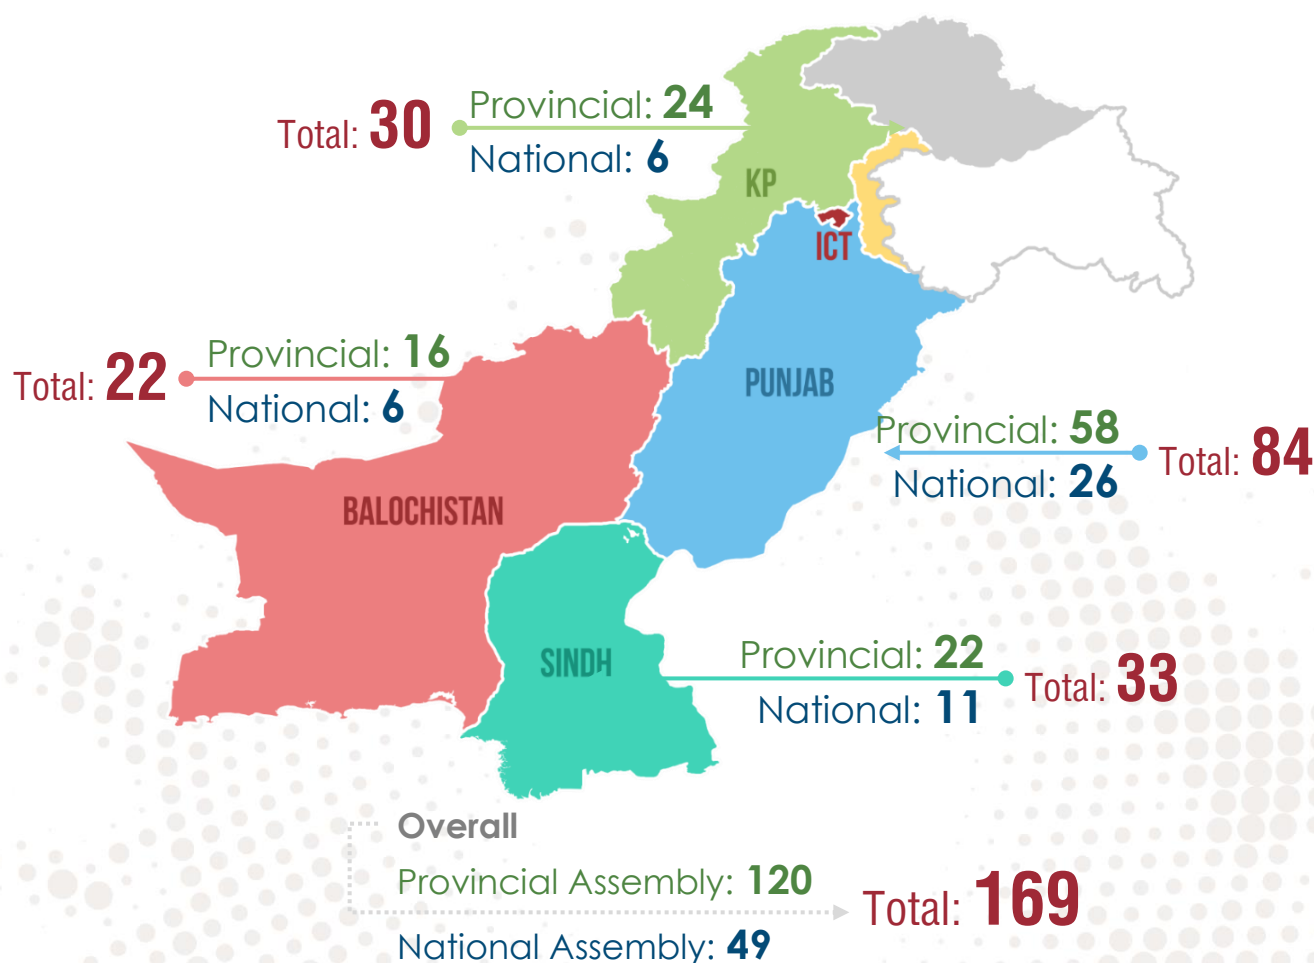 Provincial: 24
Total: 30
National: 6
KP
ICT
Provincial: 16
Total: 22
National: 6
PUNJAB
Provincial: 58
Total: 84
National: 26
BALOCHISTAN
Provincial: 22
SINDH
Total: 33
National: 11
Overall
Provincial Assembly: 120
Total: 169
National Assembly: 49